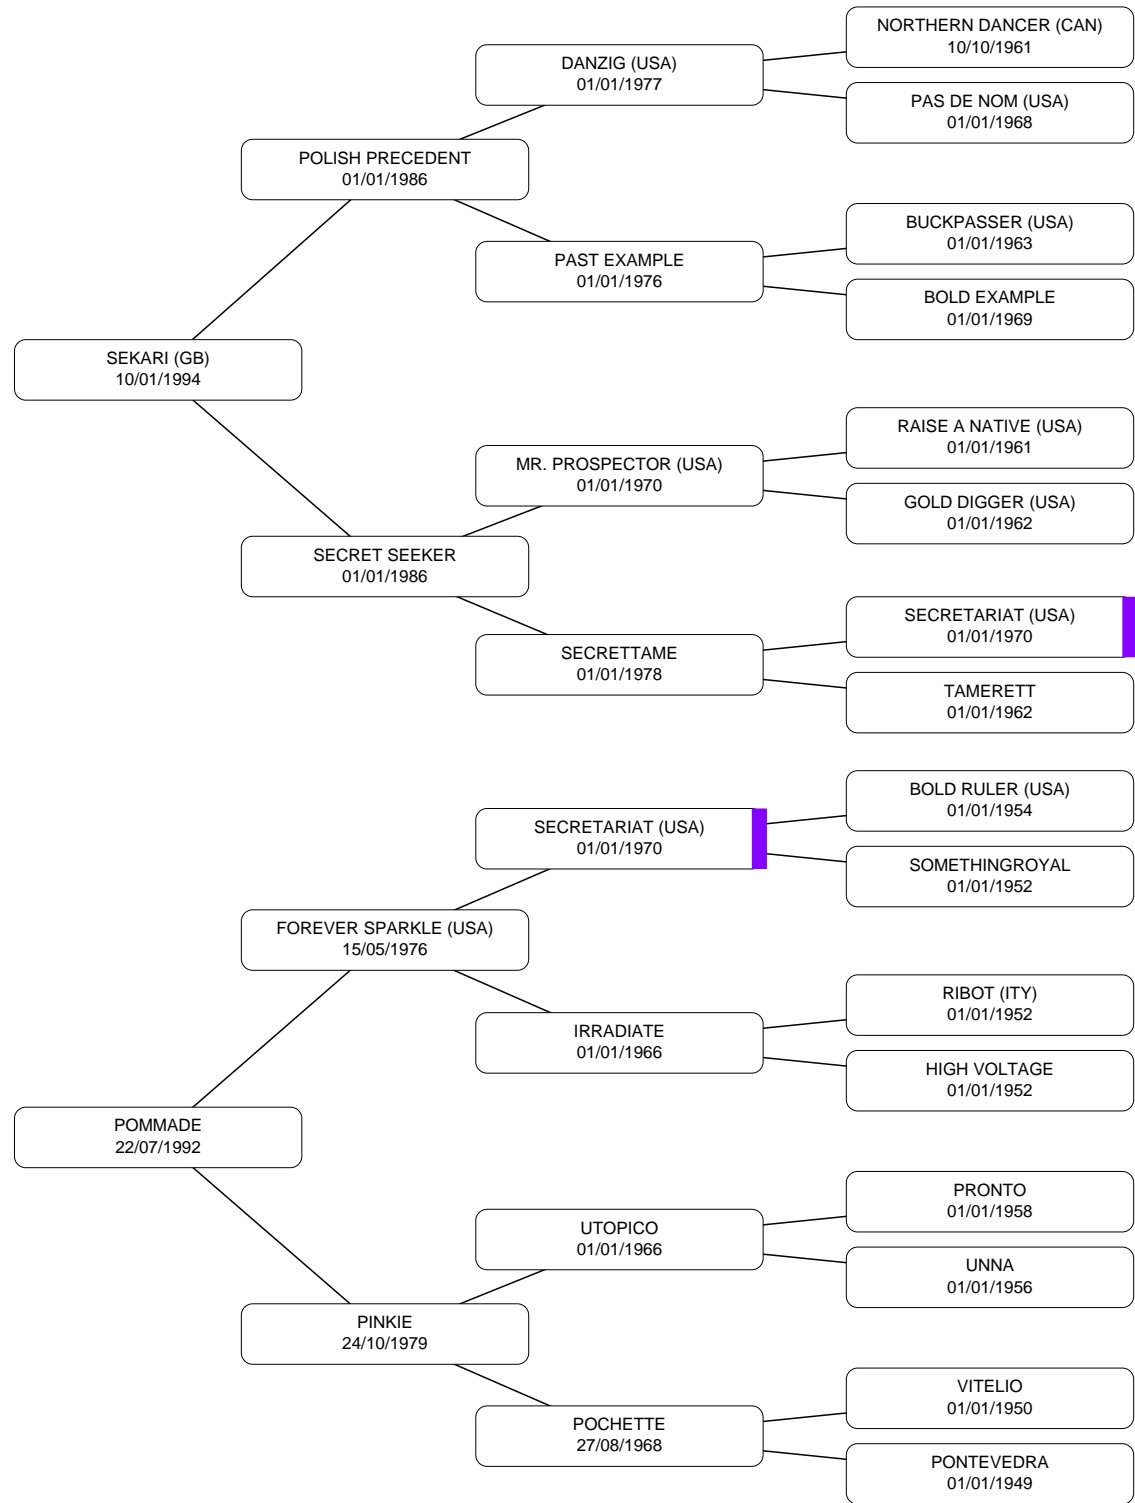 NORTHERN DANCER (CAN)
10/10/1961
DANZIG (USA)
01/01/1977
PAS DE NOM (USA)
01/01/1968
POLISH PRECEDENT
01/01/1986
BUCKPASSER (USA)
01/01/1963
PAST EXAMPLE
01/01/1976
BOLD EXAMPLE
01/01/1969
SEKARI (GB)
10/01/1994
RAISE A NATIVE (USA)
01/01/1961
MR. PROSPECTOR (USA)
01/01/1970
GOLD DIGGER (USA)
01/01/1962
SECRET SEEKER
01/01/1986
SECRETARIAT (USA)
01/01/1970
SECRETTAME
01/01/1978
TAMERETT
01/01/1962
BOLD RULER (USA)
01/01/1954
SECRETARIAT (USA)
01/01/1970
SOMETHINGROYAL
01/01/1952
FOREVER SPARKLE (USA)
15/05/1976
RIBOT (ITY)
01/01/1952
IRRADIATE
01/01/1966
HIGH VOLTAGE
01/01/1952
POMMADE
22/07/1992
PRONTO
01/01/1958
UTOPICO
01/01/1966
UNNA
01/01/1956
PINKIE
24/10/1979
VITELIO
01/01/1950
POCHETTE
27/08/1968
PONTEVEDRA
01/01/1949